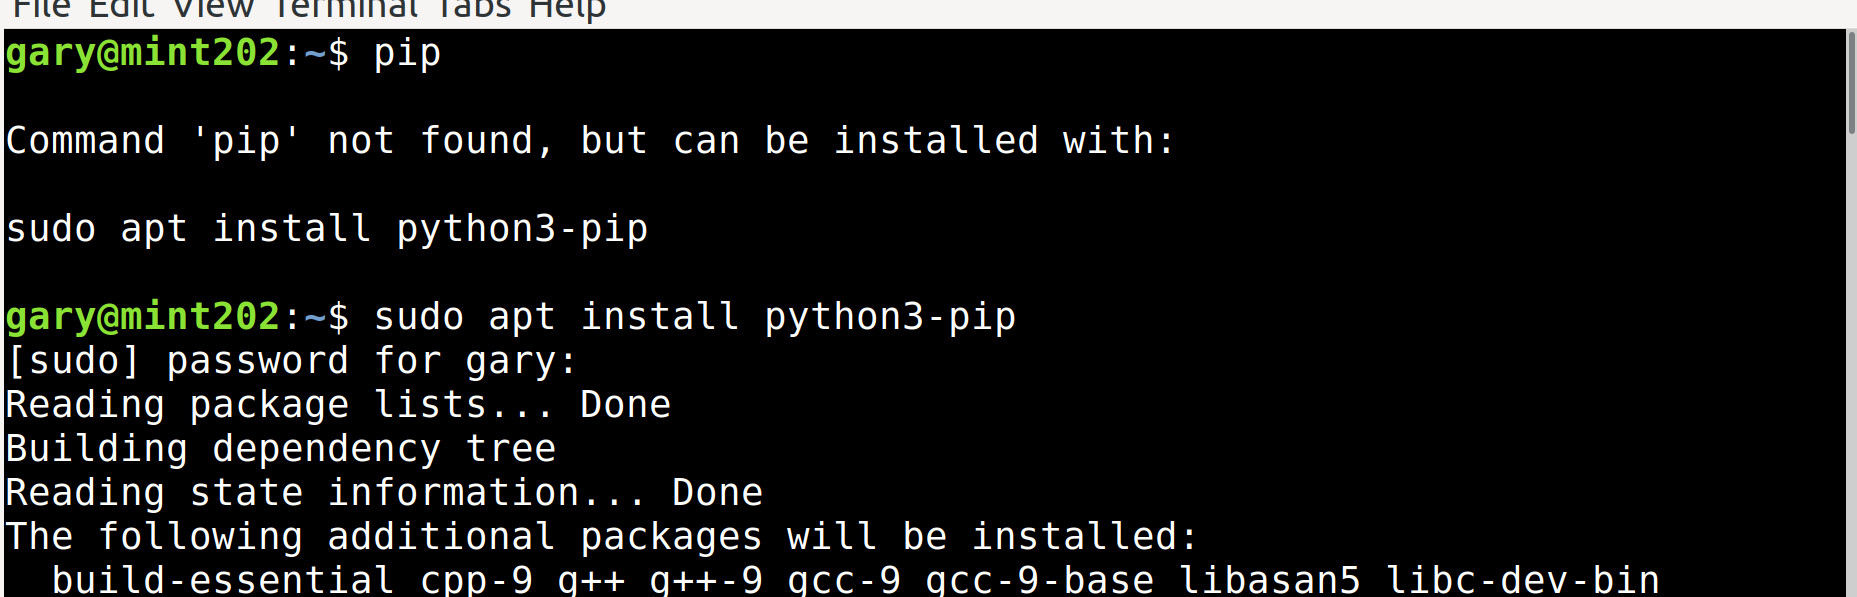 File Edit View Terminal Tabs Help
gary@mint202:~$ pip
Command 'pip' not found, but can be installed with:
sudo apt install python3-pip
gary@mint202:~$ sudo apt install python3-pip
[sudo] password for gary:
Reading package lists... Done
Building dependency tree
Reading state information... Done
The following additional packages will be installed:
build-essential cpp-9 g++ g++-9 gcc-9 gcc-9-base libasan5 libc-dev-bin